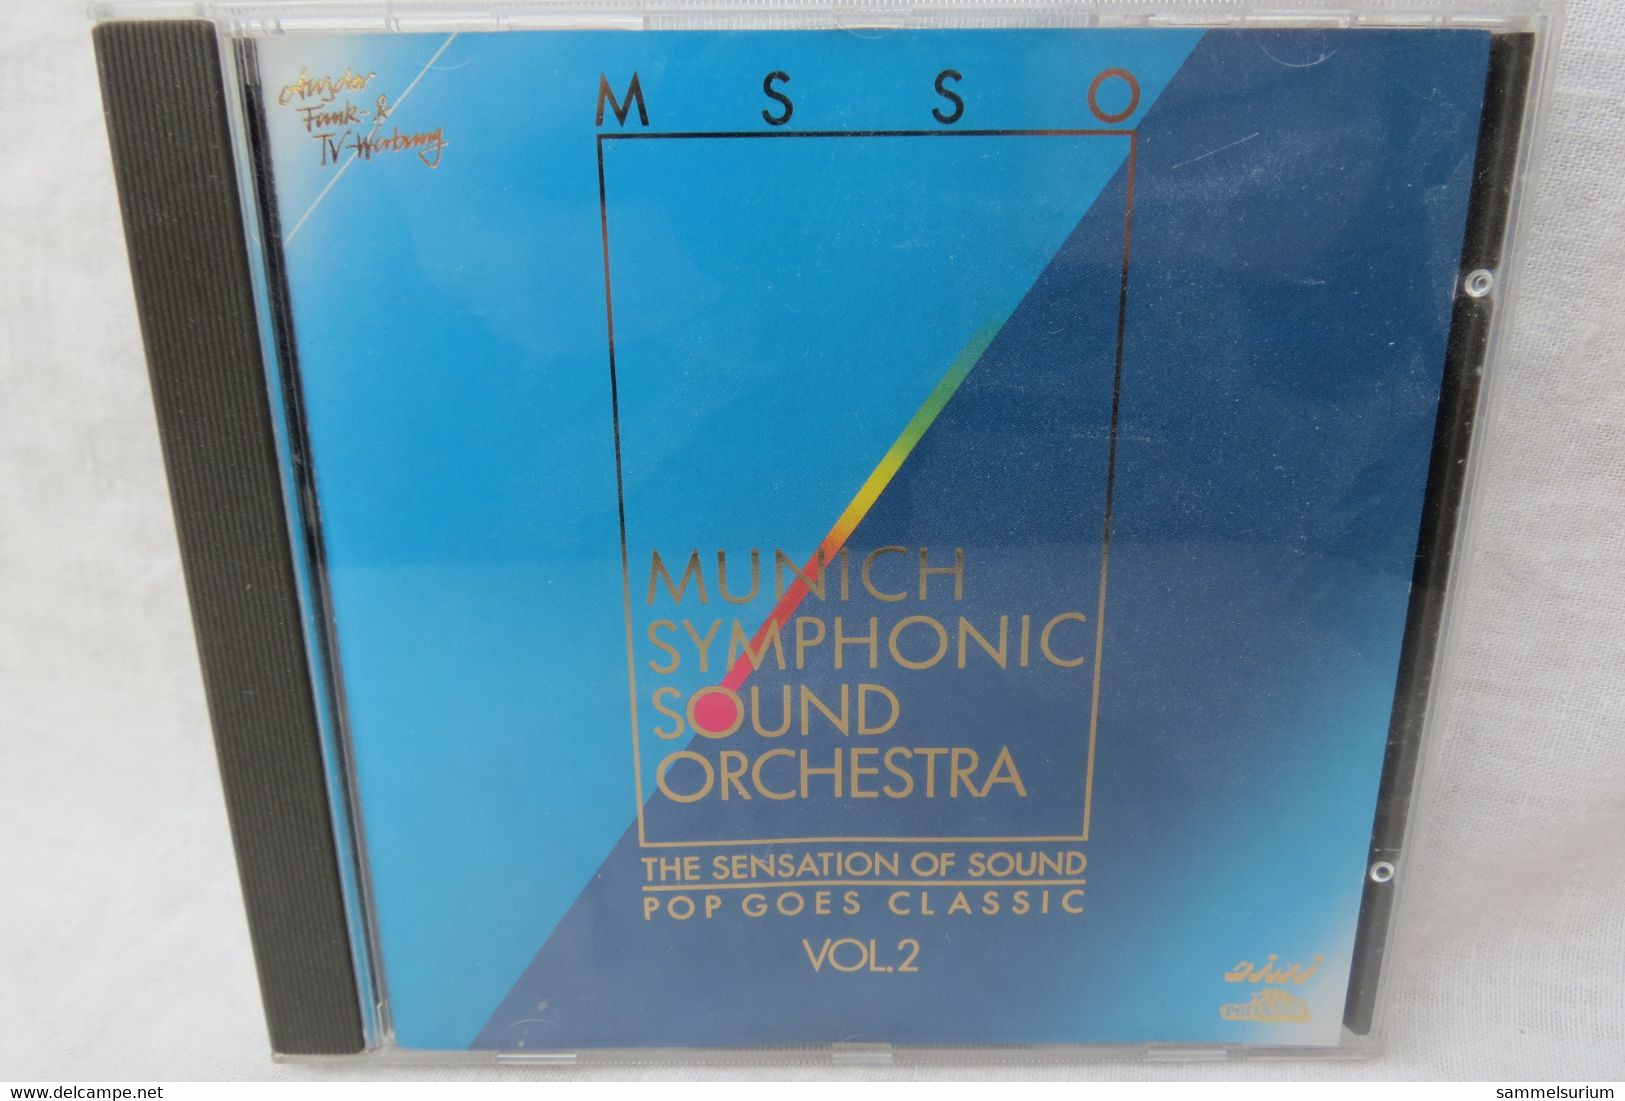 Aus der
Funk- &
TV-Werbung
M S S O
MUNICH
SYMPHONIC
SOUND
ORCHESTRA
THE SENSATION OF SOUND
POP GOES CLASSIC
VOL.2
POLYSTAR
sammelsurium / delcampe.net